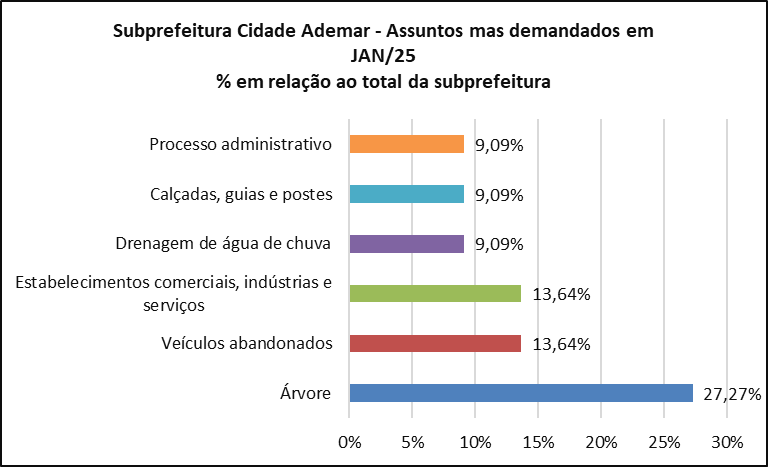 Subprefeitura Cidade Ademar - Assuntos mas demandados em
JAN/25
% em relação ao total da subprefeitura
Processo administrativo 9,09%
Calçadas, guias e postes 9,09%
Drenagem de água de chuva 9,09%
Estabelecimentos comerciais, indústrias e
serviços 13,64%
Veículos abandonados 13,64%
Árvore 27,27%
0% 5% 10% 15% 20% 25% 30%